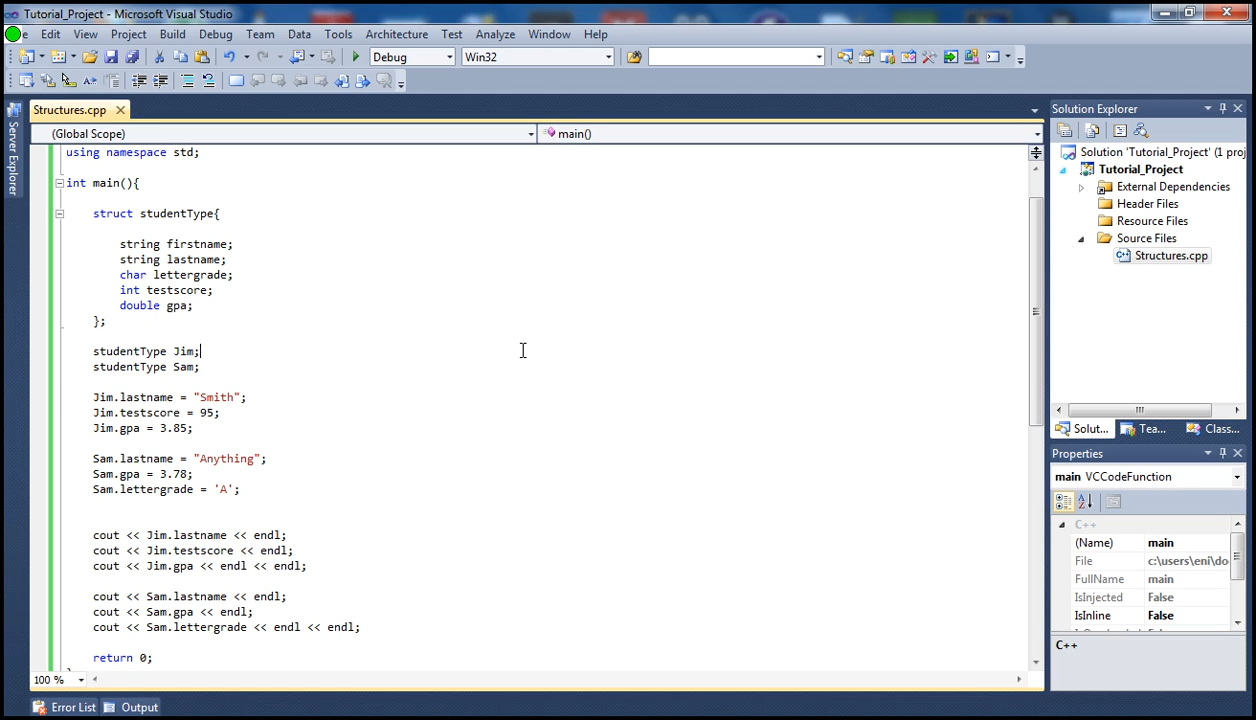 Tutorial_Project - Microsoft Visual Studio
e Edit View Project Build Debug Team Data Tools Architecture Test Analyze Window Help
Debug Win32
Structures.cpp
(Global Scope) main()
using namespace std;
int main(){
struct studentType{
string firstname;
string lastname;
char lettergrade;
int testscore;
double gpa;
};
studentType Jim;
studentType Sam;
Jim.lastname = "Smith";
Jim.testscore = 95;
Jim.gpa = 3.85;
Sam.lastname = "Anything";
Sam.gpa = 3.78;
Sam.lettergrade = 'A';
cout << Jim.lastname << endl;
cout << Jim.testscore << endl;
cout << Jim.gpa << endl << endl;
cout << Sam.lastname << endl;
cout << Sam.gpa << endl;
cout << Sam.lettergrade << endl << endl;
return 0;
100 %
Error List Output
Server Explorer
Solution Explorer
Solution 'Tutorial_Project' (1 proj
Tutorial_Project
External Dependencies
Header Files
Resource Files
Source Files
Structures.cpp
Solut... Tea... Class...
Properties
main VCCodeFunction
C++
(Name) main
File c:\users\eni\do
FullName main
IsInjected False
IsInline False
C++